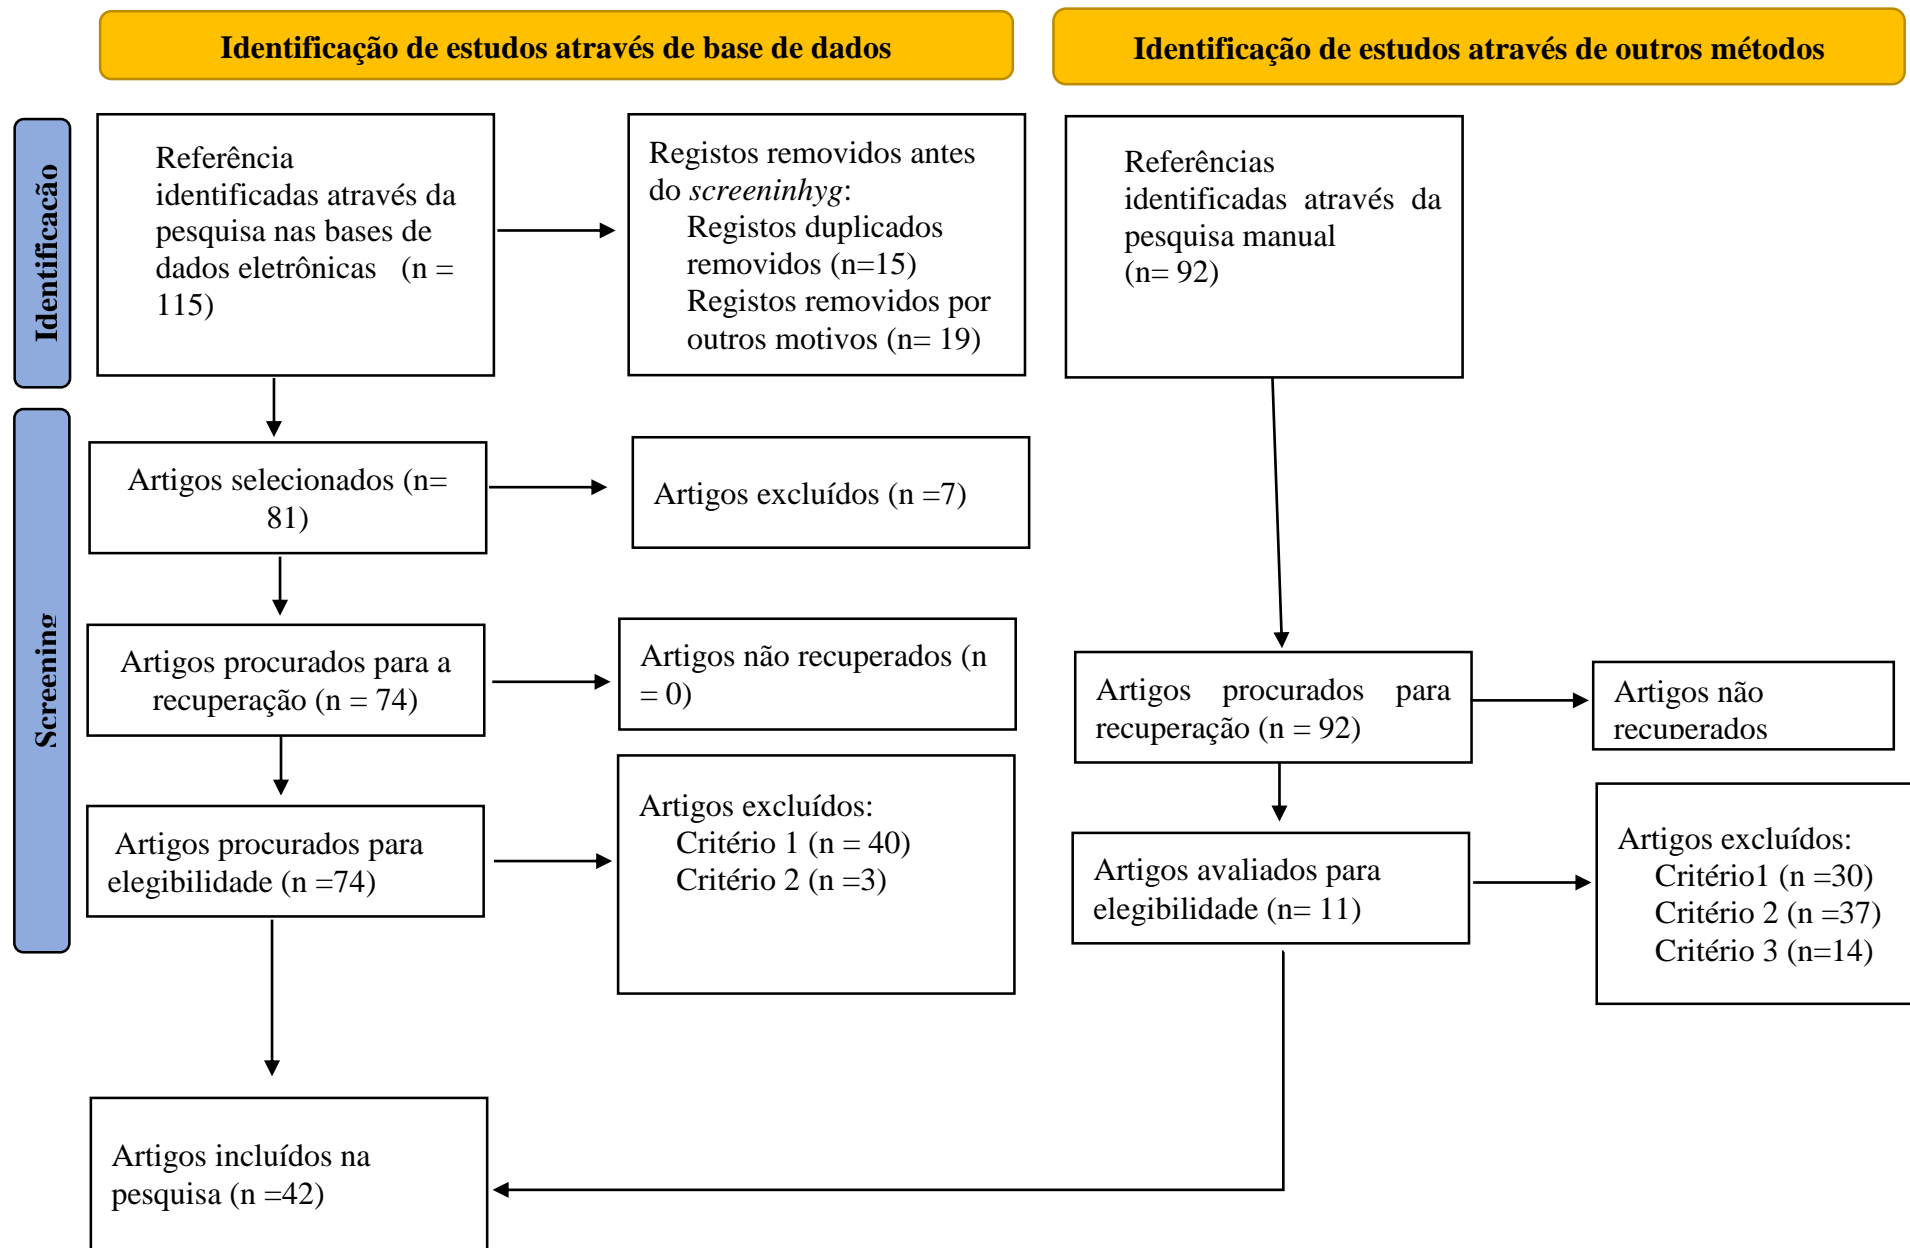 Identificação de estudos através de base de dados
Identificação de estudos através de outros métodos
Identificação
Referência
identificadas através da
pesquisa nas bases de
dados eletrônicas (n =
115)
Registos removidos antes
do screeninhyg:
Registos duplicados
removidos (n=15)
Registos removidos por
outros motivos (n= 19)
Referências
identificadas através da
pesquisa manual
(n= 92)
Screening
Artigos selecionados (n=
81)
Artigos excluídos (n =7)
Artigos procurados para a
recuperação (n = 74)
Artigos não recuperados (n
= 0)
Artigos procurados para
recuperação (n = 92)
Artigos não
recuperados
Artigos procurados para
elegibilidade (n =74)
Artigos excluídos:
Critério 1 (n = 40)
Critério 2 (n =3)
Artigos avaliados para
elegibilidade (n= 11)
Artigos excluídos:
Critério1 (n =30)
Critério 2 (n =37)
Critério 3 (n=14)
Artigos incluídos na
pesquisa (n =42)